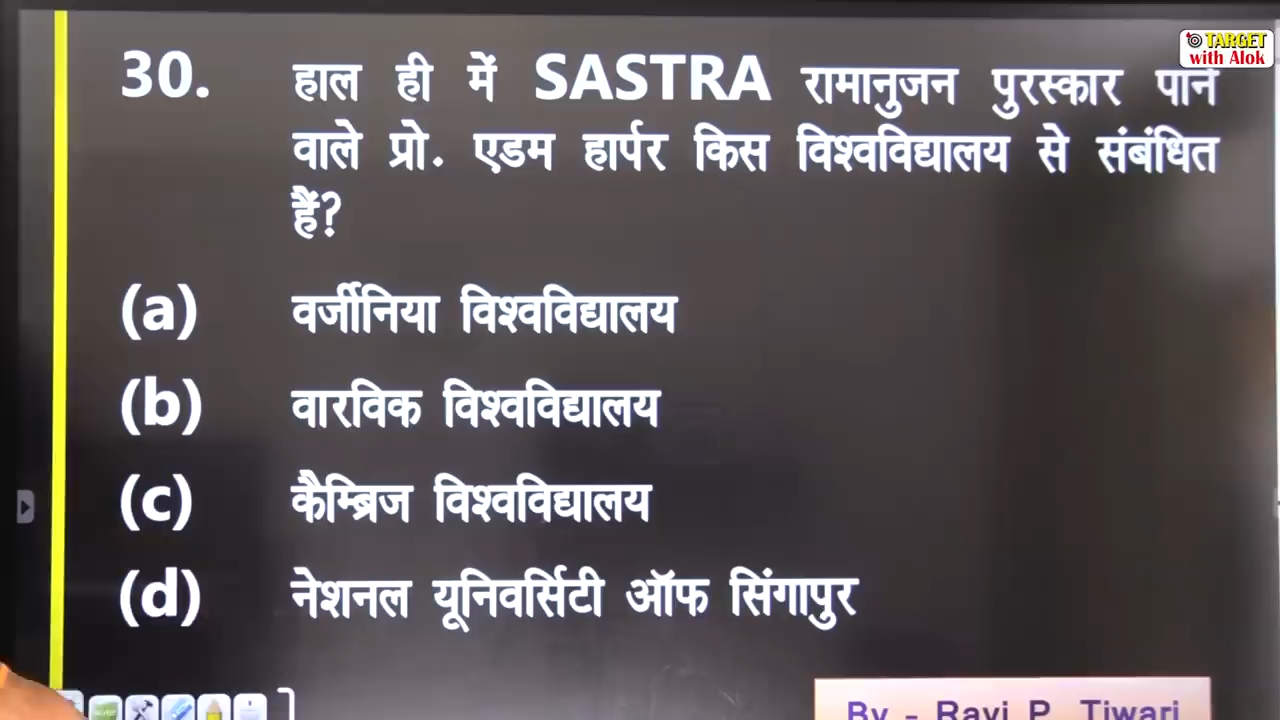 TARGET
with Alok
30. हाल ही में SASTRA रामानुजन पुरस्कार पाने
वाले प्रो. एडम हार्पर किस विश्वविद्यालय से संबंधित
हैं?
(a) वर्जीनिया विश्वविद्यालय
(b) वारविक विश्वविद्यालय
(c) कैम्ब्रिज विश्वविद्यालय
(d) नेशनल यूनिवर्सिटी ऑफ सिंगापुर
By - Ravi P. Tiwari